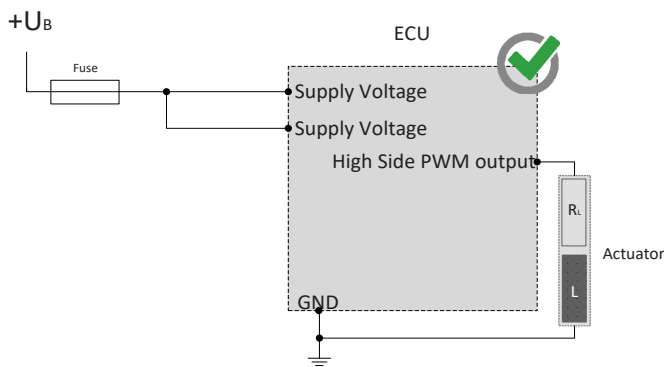 +UB
ECU
Fuse
Supply Voltage
Supply Voltage
High Side PWM output
RL
Actuator
L
GND